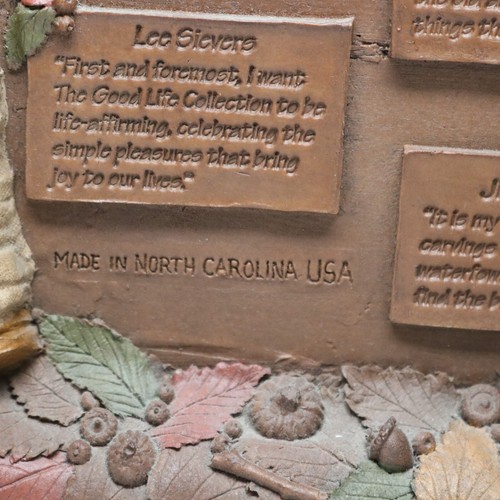 Lee Sievers
"First and foremost, I want
The Good Life Collection to be
life-affirming, celebrating the
simple pleasures that bring
joy to our lives."
MADE IN NORTH CAROLINA USA
things th
J
"It is my
carvings
waterfow
find the